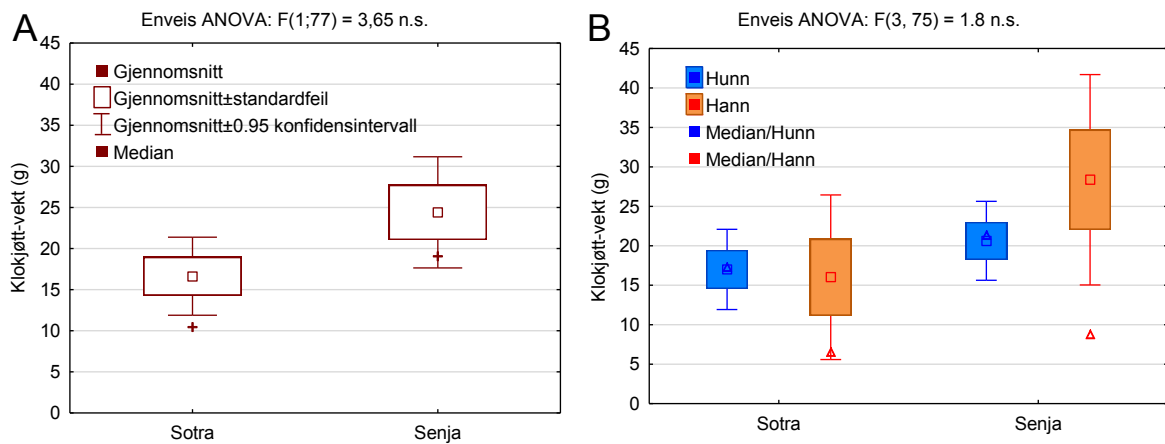 Enveis ANOVA: F(1;77) = 3,65 n.s.
A
45
40
35
30
25
20
15
10
5
0
Klokjøtt-vekt (g)
Gjennomsnitt
Gjennomsnitt±standardfeil
Gjennomsnitt±0.95 konfidensintervall
Median
Sotra
Senja
Enveis ANOVA: F(3, 75) = 1.8 n.s.
B
45
40
35
30
25
20
15
10
5
0
Klokjøtt-vekt (g)
Hunn
Hann
Median/Hunn
Median/Hann
Sotra
Senja